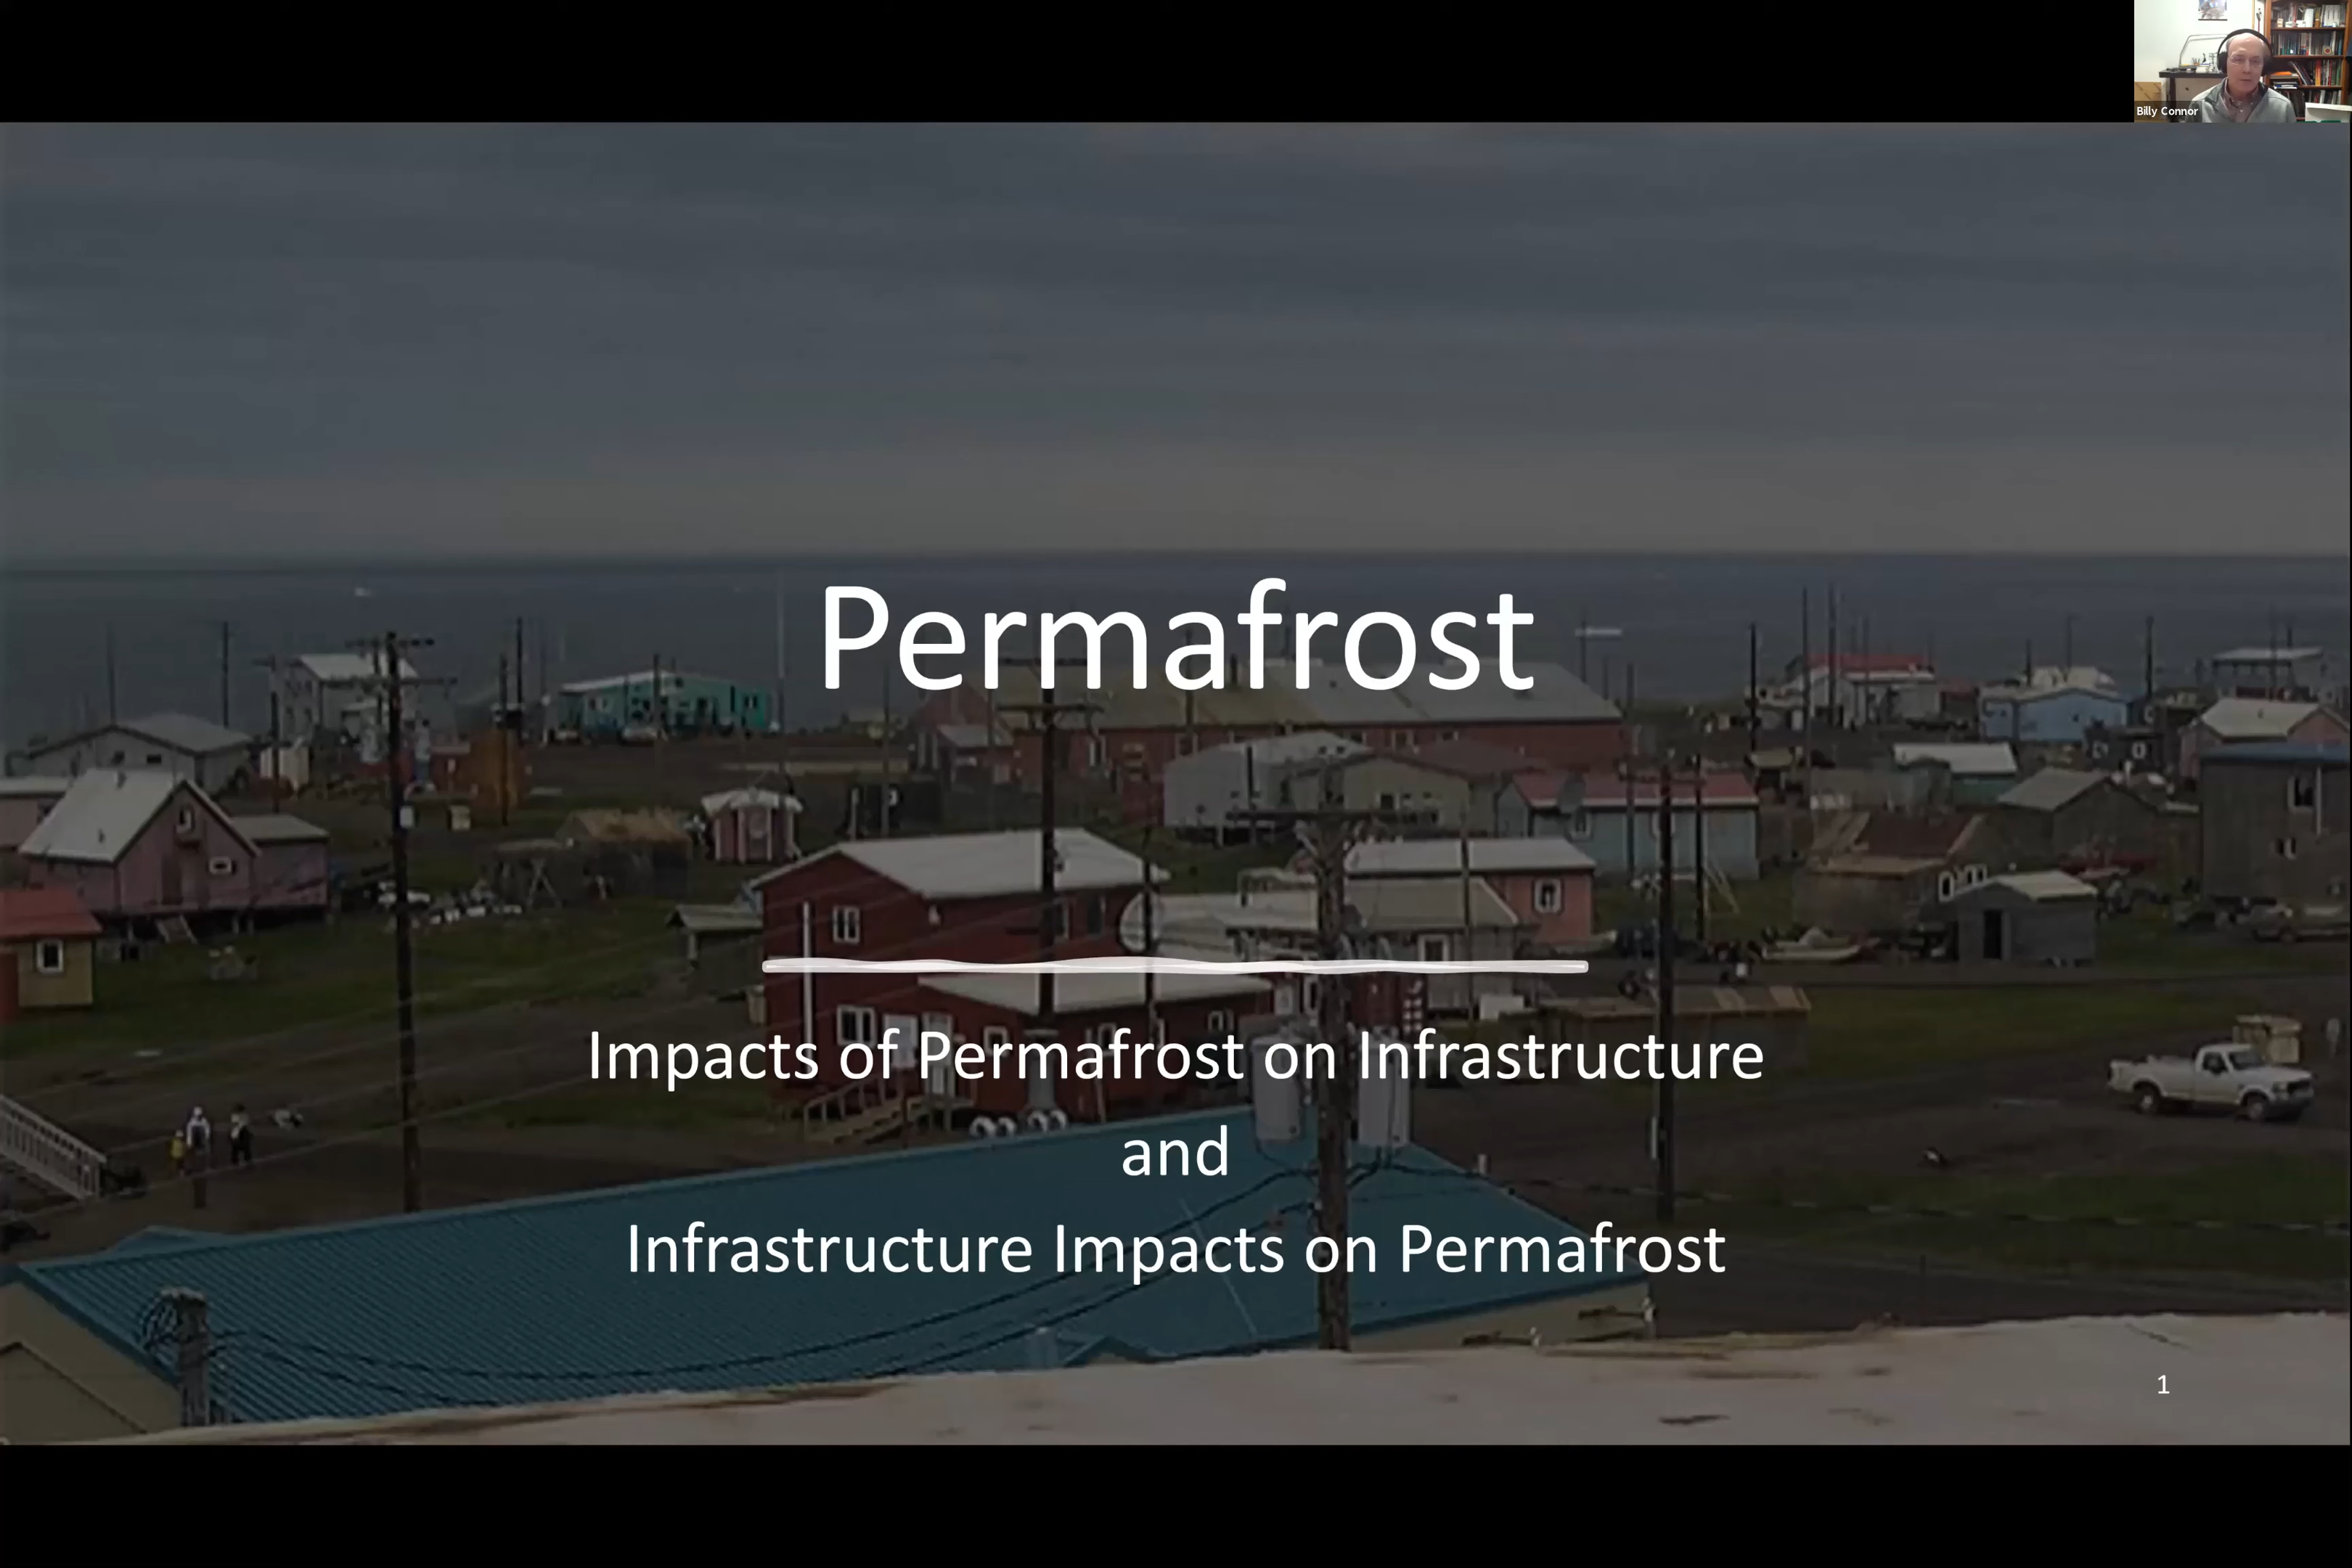 Billy Connor
Permafrost
Impacts of Permafrost on Infrastructure
and
Infrastructure Impacts on Permafrost
1